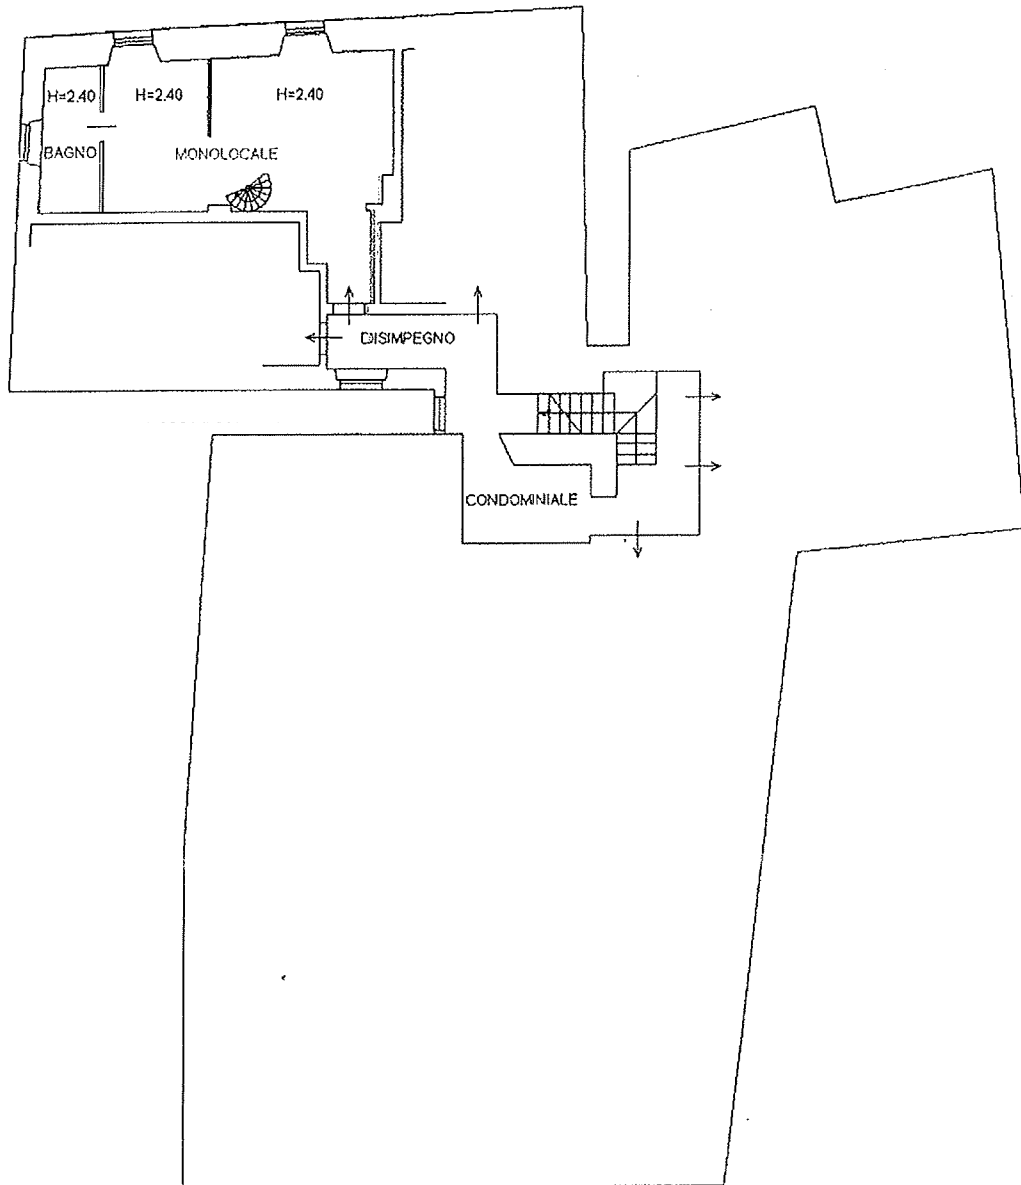 H=2.40
H=2.40
H=2.40
BAGNO
MONOLOCALE
DISIMPEGNO
CONDOMINIALE